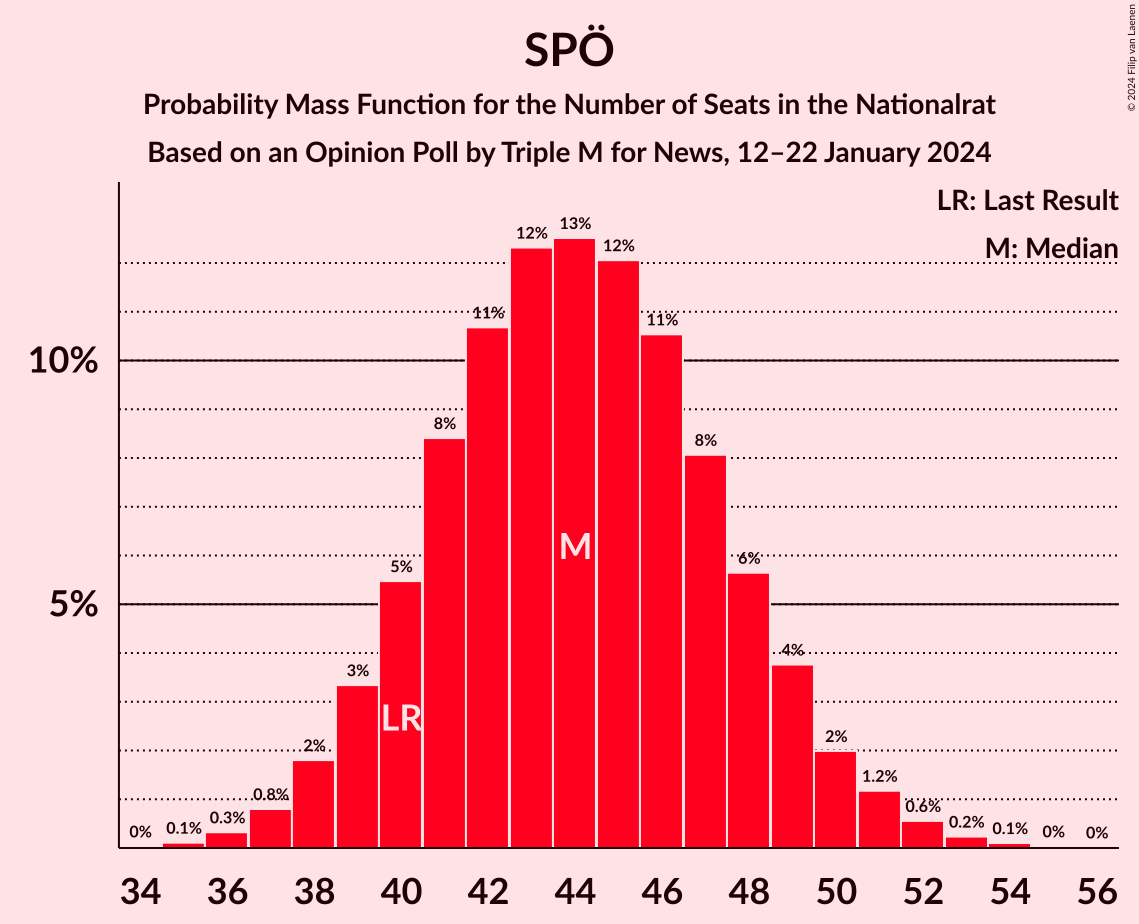 SPÖ
Probability Mass Function for the Number of Seats in the Nationalrat
Based on an Opinion Poll by Triple M for News, 12–22 January 2024
© 2024 Filip van Laenen
LR: Last Result
M: Median
10%
5%
0%
0.1%
0.3%
0.8%
2%
3%
5%
8%
11%
12%
13%
12%
11%
8%
6%
4%
2%
1.2%
0.6%
0.2%
0.1%
0%
0%
LR
M
34 36 38 40 42 44 46 48 50 52 54 56